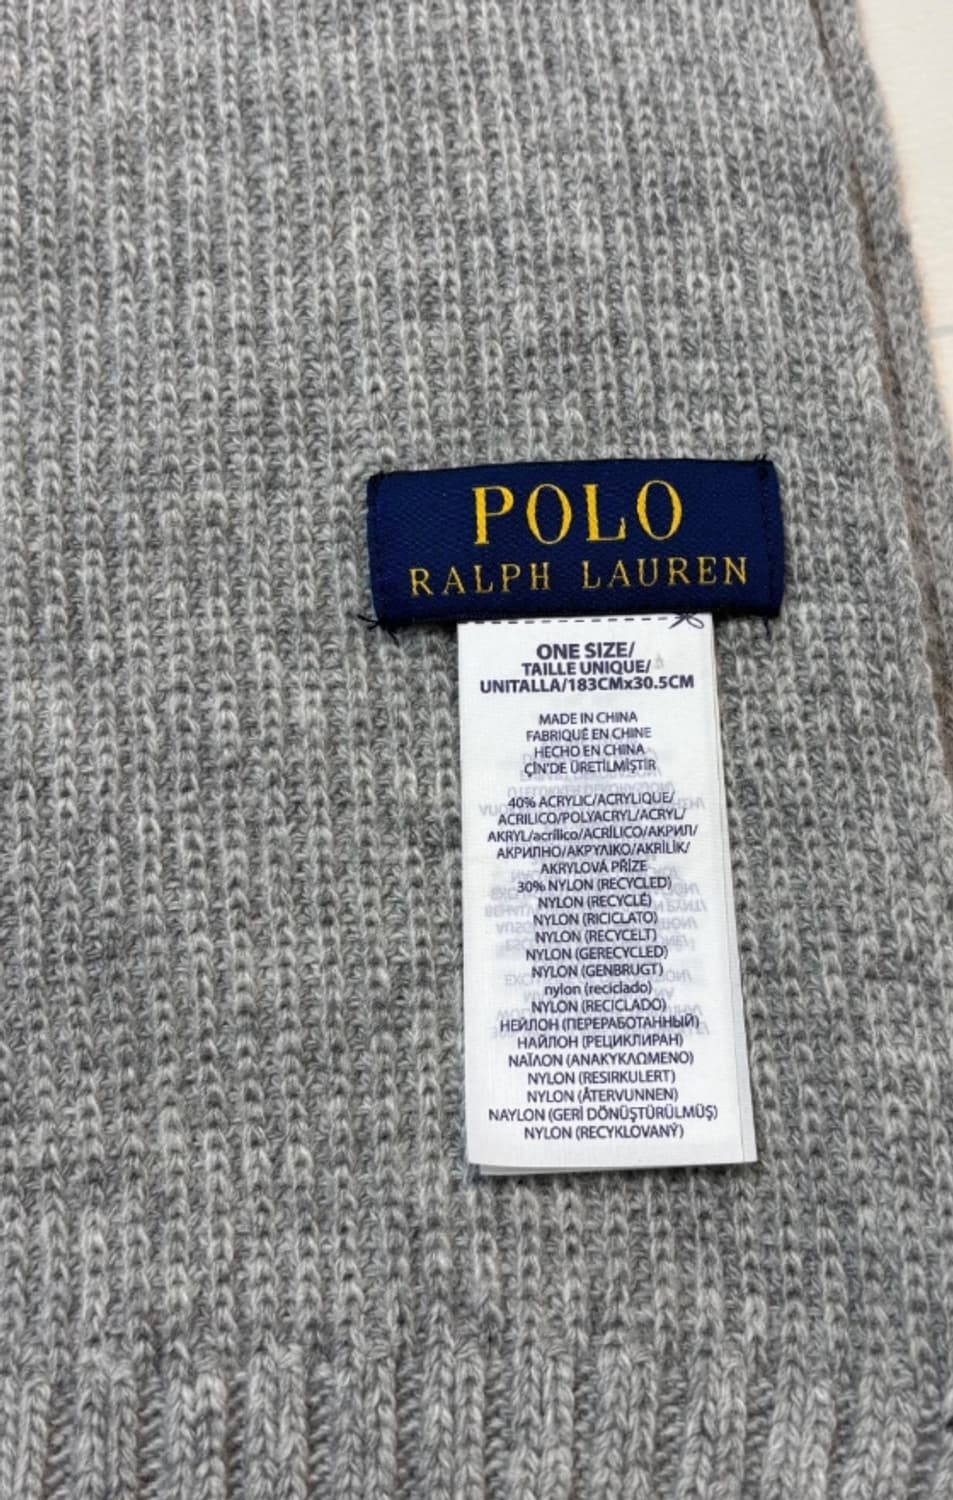 POLO
RALPH LAUREN
ONE SIZE/
TAILLE UNIQUE/
UNITALLA/183CMx30.5CM
MADE IN CHINA
FABRIQUÉ EN CHINE
HECHO EN CHINA
ÇİN'DE ÜRETİLMİŞTİR
40% ACRYLIC/ACRYLIQUE/
ACRILICO/POLYACRYL/ACRYL/
AKRYL/acrílico/ACRÍLICO/АКРИЛ/
АКРИЛНО/ΑΚΡΥΛΙΚΟ/AKRİLİK/
AKRYLOVÁ PŘÍZE
30% NYLON (RECYCLED)
NYLON (RECYCLÉ)
NYLON (RICICLATO)
NYLON (RECYCELT)
NYLON (GERECYCLED)
NYLON (GENBRUGT)
nylon (reciclado)
NYLON (RECICLADO)
НЕЙЛОН (ПЕРЕРАБОТАННЫЙ)
НАЙЛОН (РЕЦИКЛИРАН)
ΝΑΪΛΟΝ (ΑΝΑΚΥΚΛΩΜΕΝΟ)
NYLON (RESIRKULERT)
NYLON (ÅTERVUNNEN)
NAYLON (GERİ DÖNÜŞTÜRÜLMÜŞ)
NYLON (RECYKLOVANÝ)